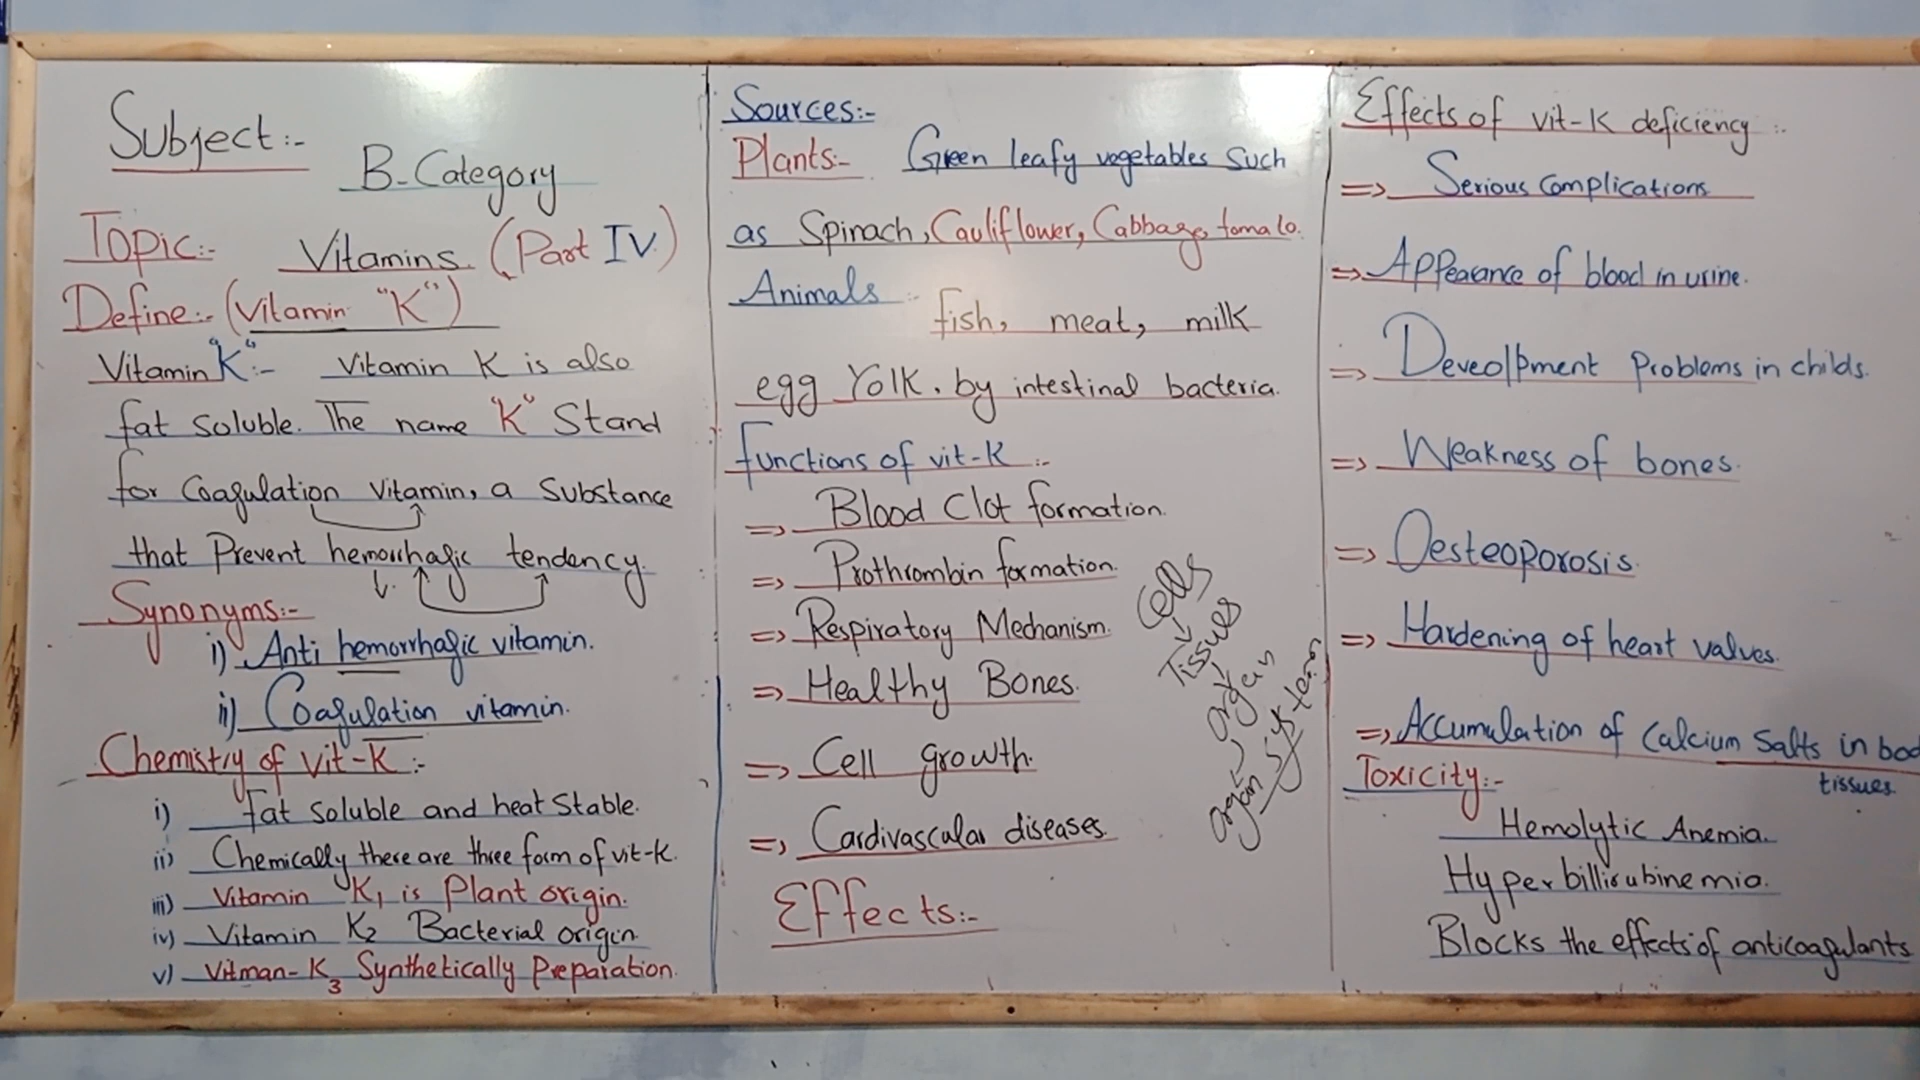 Subject:-
B-Category
Topic:- Vitamins (Part IV)
Define:- (Vitamin "K")
Vitamin "K":- Vitamin K is also
fat soluble. The name "K" Stand
for Coagulation Vitamin, a Substance
that Prevent hemorrhagic tendency.
Synonyms:-
i) Anti hemorrhagic vitamin.
ii) Coagulation vitamin.
Chemistry of Vit-K:-
i) Fat soluble and heat Stable.
ii) Chemically there are three form of vit-K.
iii) Vitamin K1 is Plant origin.
iv) Vitamin K2 Bacterial origin
v) Vitman-K3 Synthetically Preparation.
Sources:-
Plants:- Green leafy vegetables Such
as Spinach, Cauliflower, Cabbage, tomato.
Animals:- fish, meat, milk
egg Yolk. by intestinal bacteria.
Functions of vit-K:-
=> Blood Clot formation.
=> Prothrombin formation.
=> Respiratory Mechanism.
=> Healthy Bones.
=> Cell growth.
=> Cardivascular diseases.
Cells
Tissues
organ
organ system
Effects:-
Effects of vit-K deficiency:-
=> Serious Complications
=> Appearance of blood in urine.
=> Deveolpment Problems in childs.
=> Weakness of bones.
=> Oesteoporosis.
=> Hardening of heart valves.
=> Accumulation of Calcium Salts in bod
tissues.
Toxicity:-
Hemolytic Anemia.
Hyperbillirubinemia.
Blocks the effects of anticoagulants